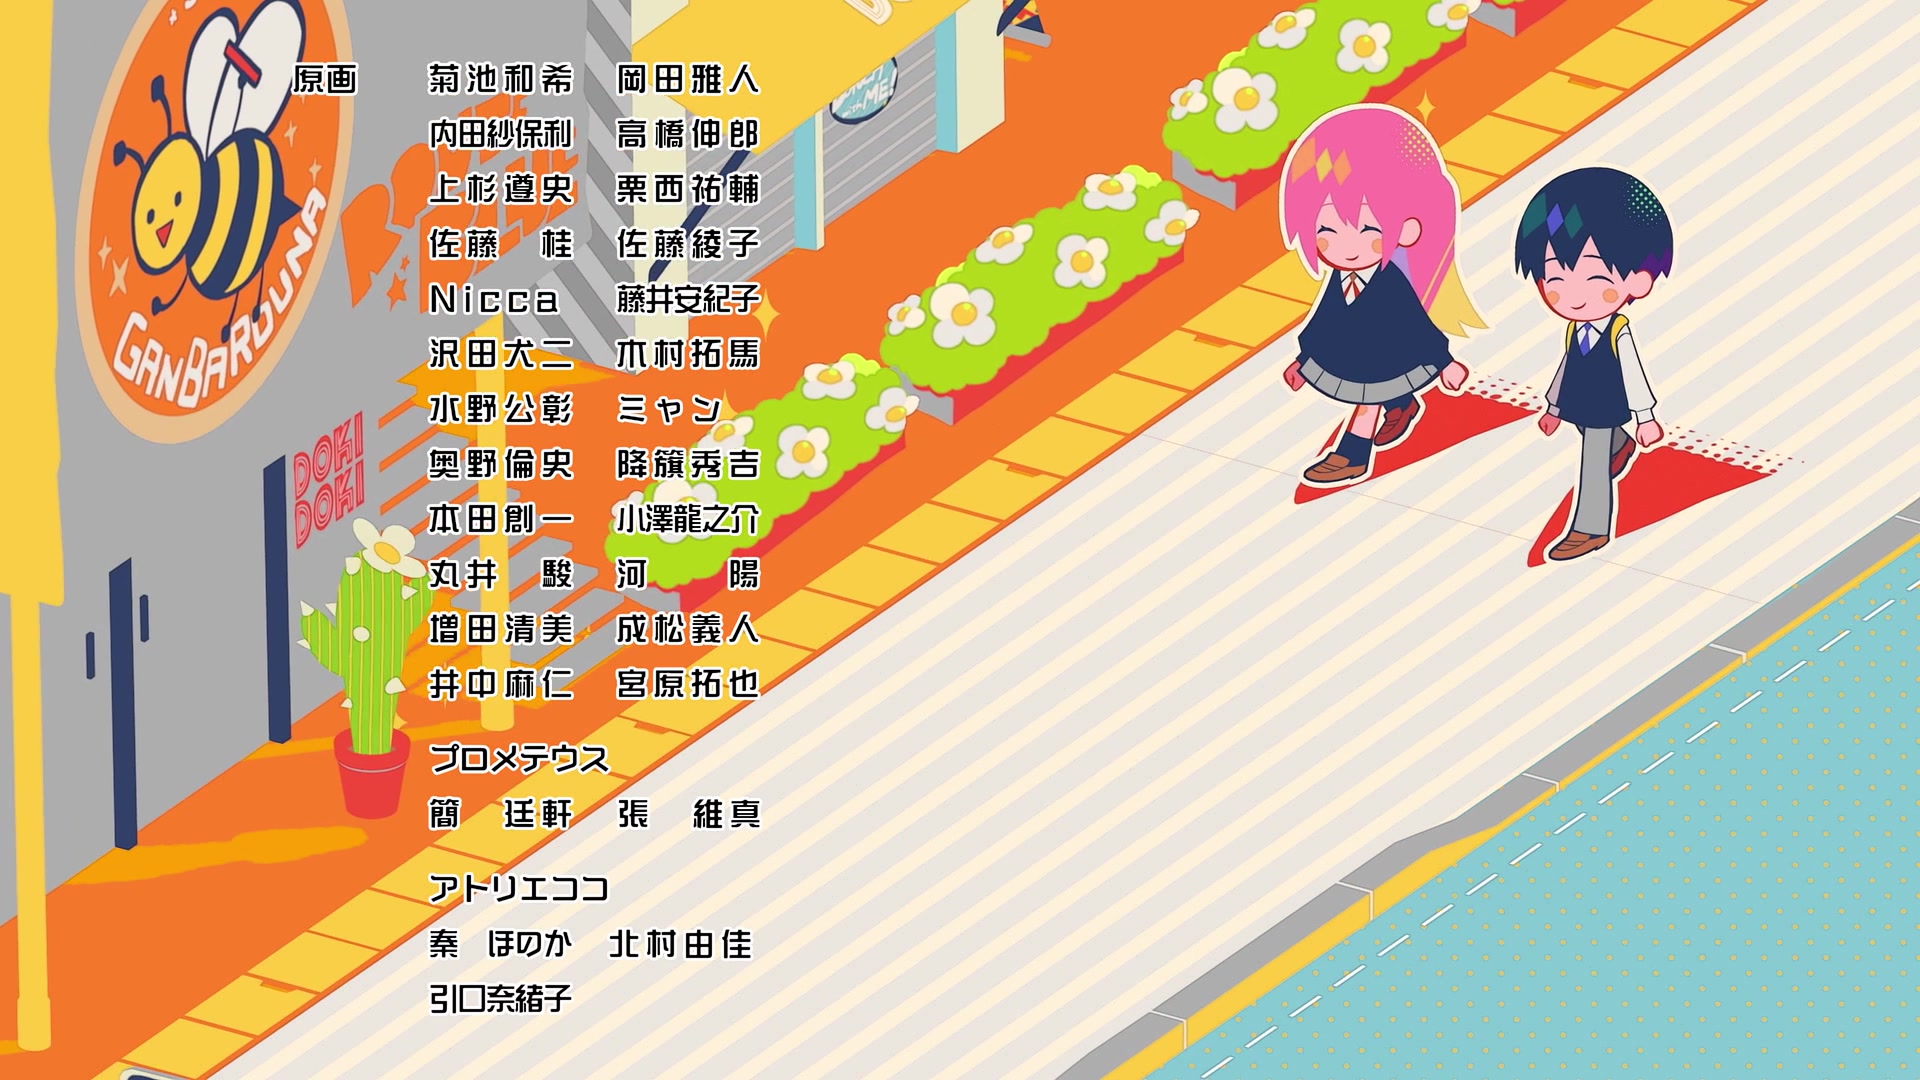 原画 菊池和希 岡田雅人
内田紗保利 高橋伸郎
上杉遵史 栗西祐輔
佐藤 桂 佐藤綾子
Nicca 藤井安紀子
沢田犬二 木村拓馬
水野公彰 ミャン
奥野倫史 降籏秀吉
本田創一 小澤龍之介
丸井 駿 河 陽
増田清美 成松義人
井中麻仁 宮原拓也
プロメテウス
簡 廷軒 張 維真
アトリエココ
秦 ほのか 北村由佳
引口奈緒子
GANBARUUNA
DOKI
DOKI
with ME!